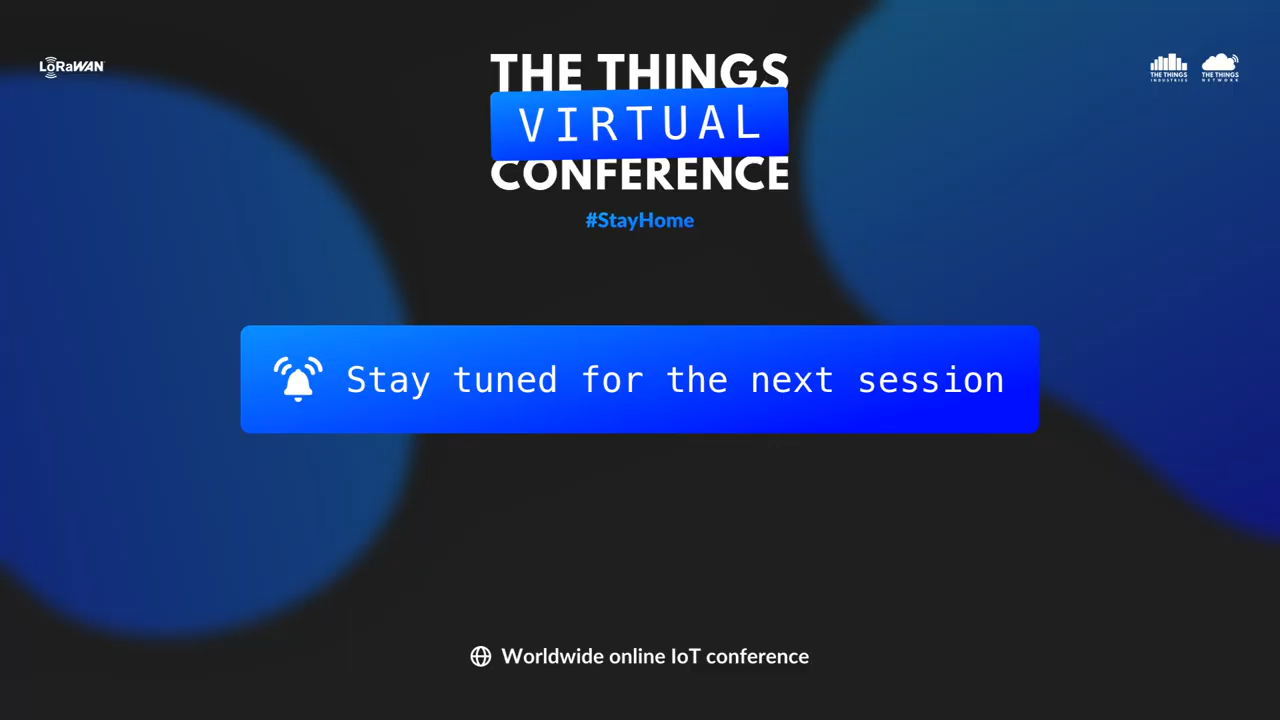 LoRaWAN
THE THINGS
VIRTUAL
CONFERENCE
#StayHome
THE THINGS
INDUSTRIES
THE THINGS
NETWORK
Stay tuned for the next session
Worldwide online IoT conference